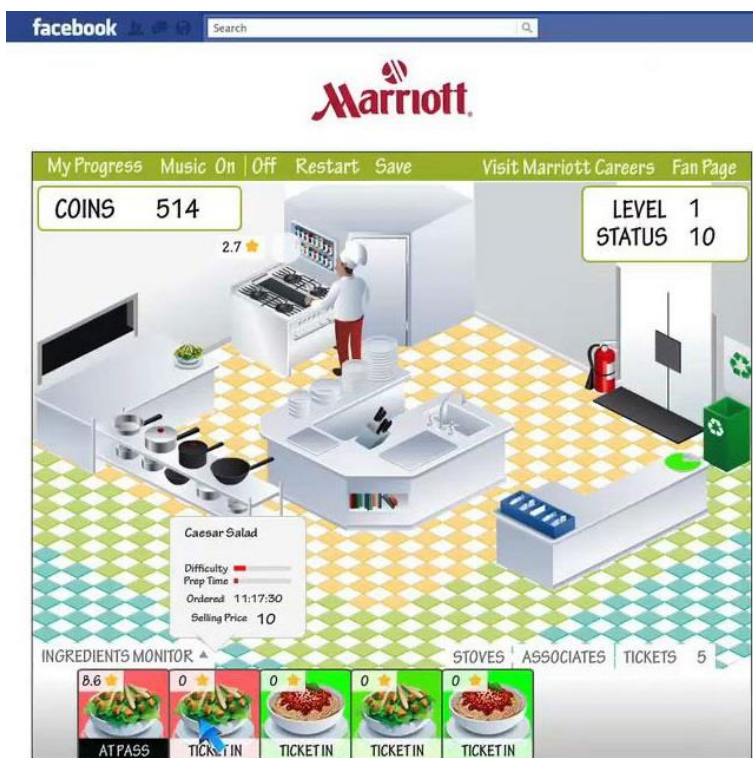 facebook Search
Marriott
My Progress Music On | Off Restart Save Visit Marriott Careers Fan Page
COINS 514
LEVEL 1
STATUS 10
2.7
Caesar Salad
Difficulty
Prep Time
Ordered 11:17:30
Selling Price 10
INGREDIENTS MONITOR STOVES ASSOCIATES TICKETS 5
8.6 0 0 0 0
AT PASS TICKET IN TICKET IN TICKET IN TICKET IN